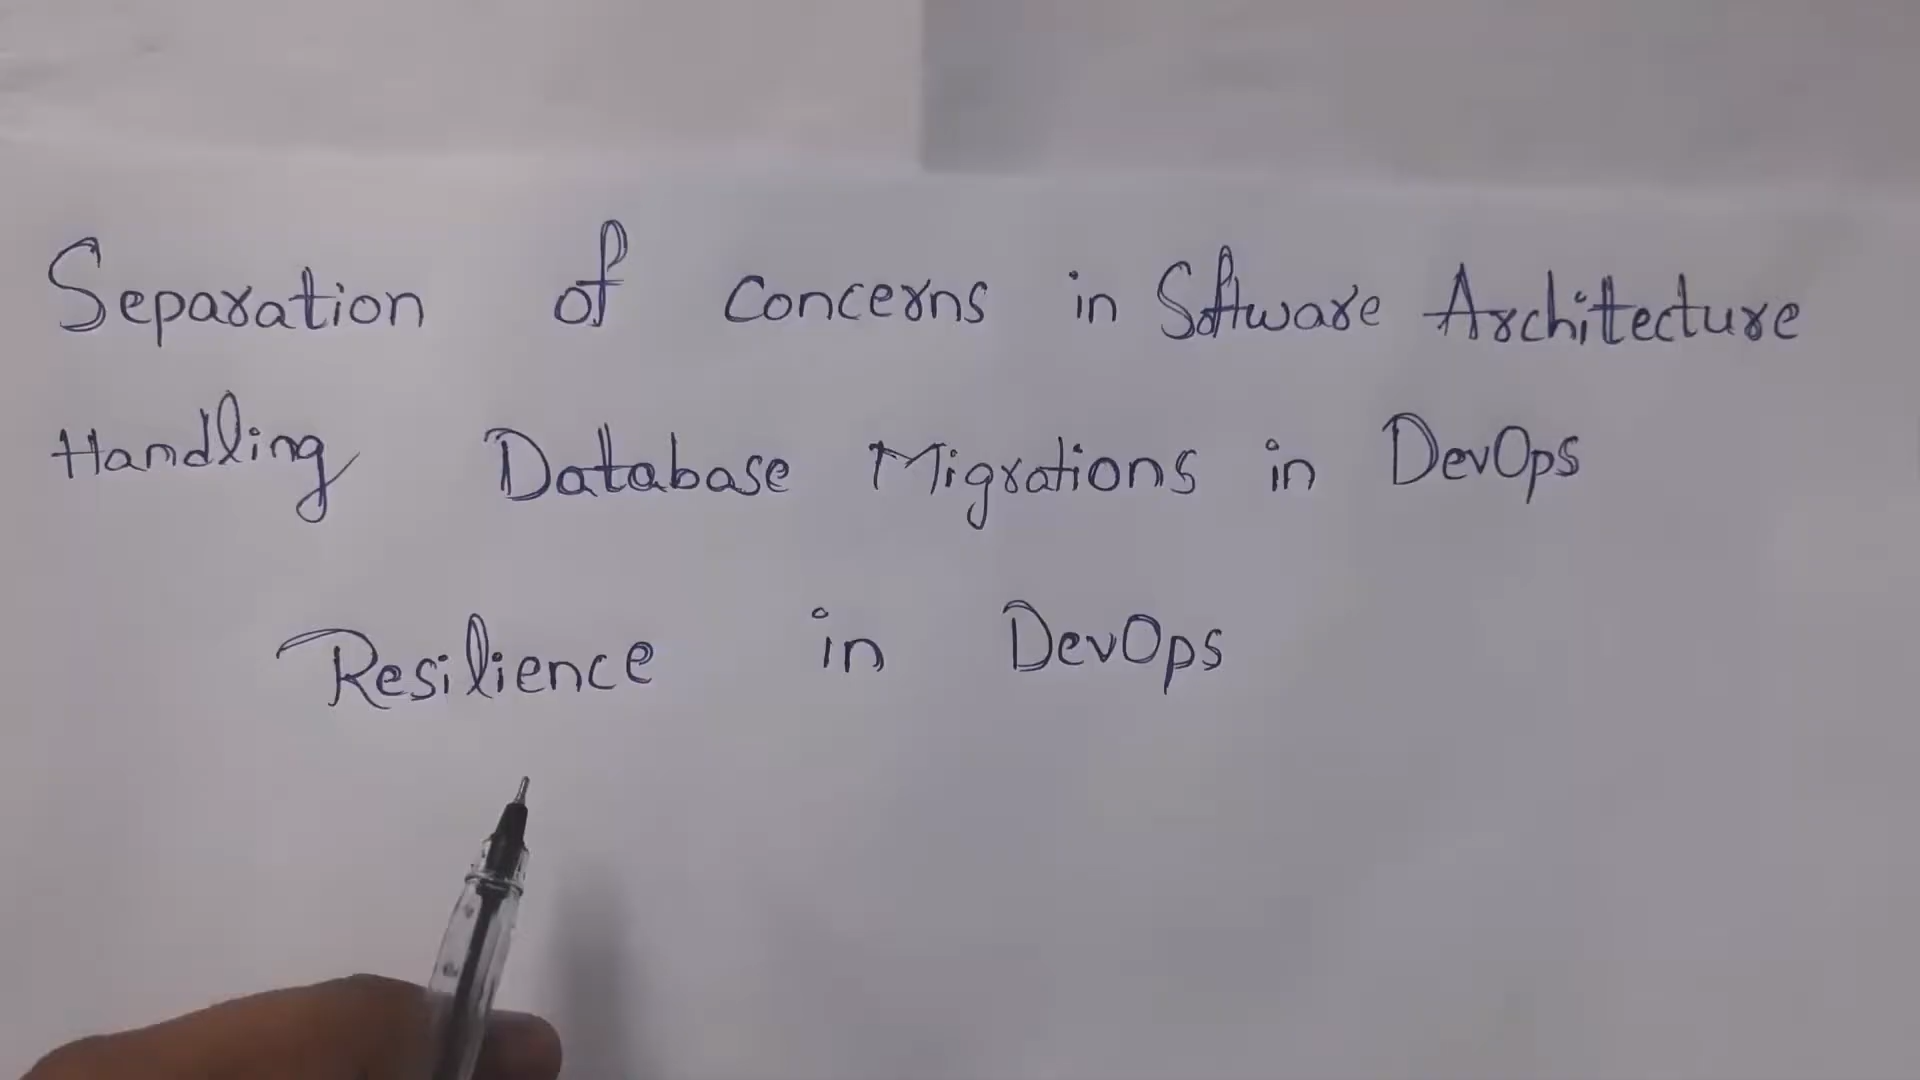 Separation of Concerns in Software Architecture
Handling Database Migrations in DevOps
Resilience in DevOps